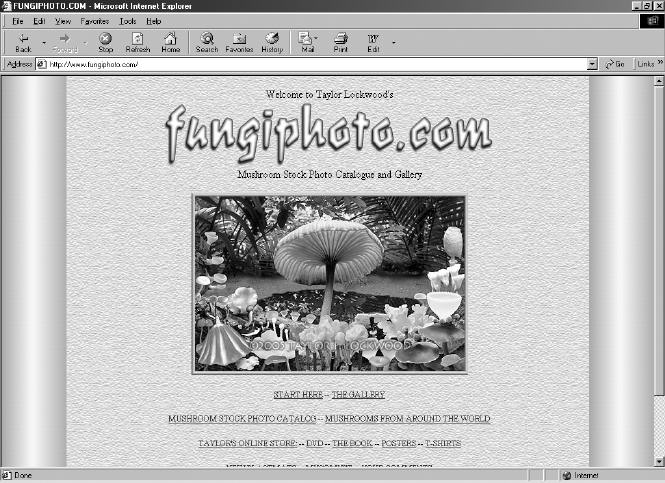 FUNGIPHOTO.COM - Microsoft Internet Explorer
File Edit View Favorites Tools Help
Back Forward Stop Refresh Home Search Favorites History Mail Print Edit
Address http://www.fungiphoto.com/ Go Links »
Welcome to Taylor Lockwood's
fungiphoto.com
Mushroom Stock Photo Catalogue and Gallery
©2003 TAYLOR F. LOCKWOOD
START HERE -- THE GALLERY
MUSHROOM STOCK PHOTO CATALOG -- MUSHROOMS FROM AROUND THE WORLD
TAYLOR'S ONLINE STORE: -- DVD -- THE BOOK -- POSTERS -- T-SHIRTS
Done Internet